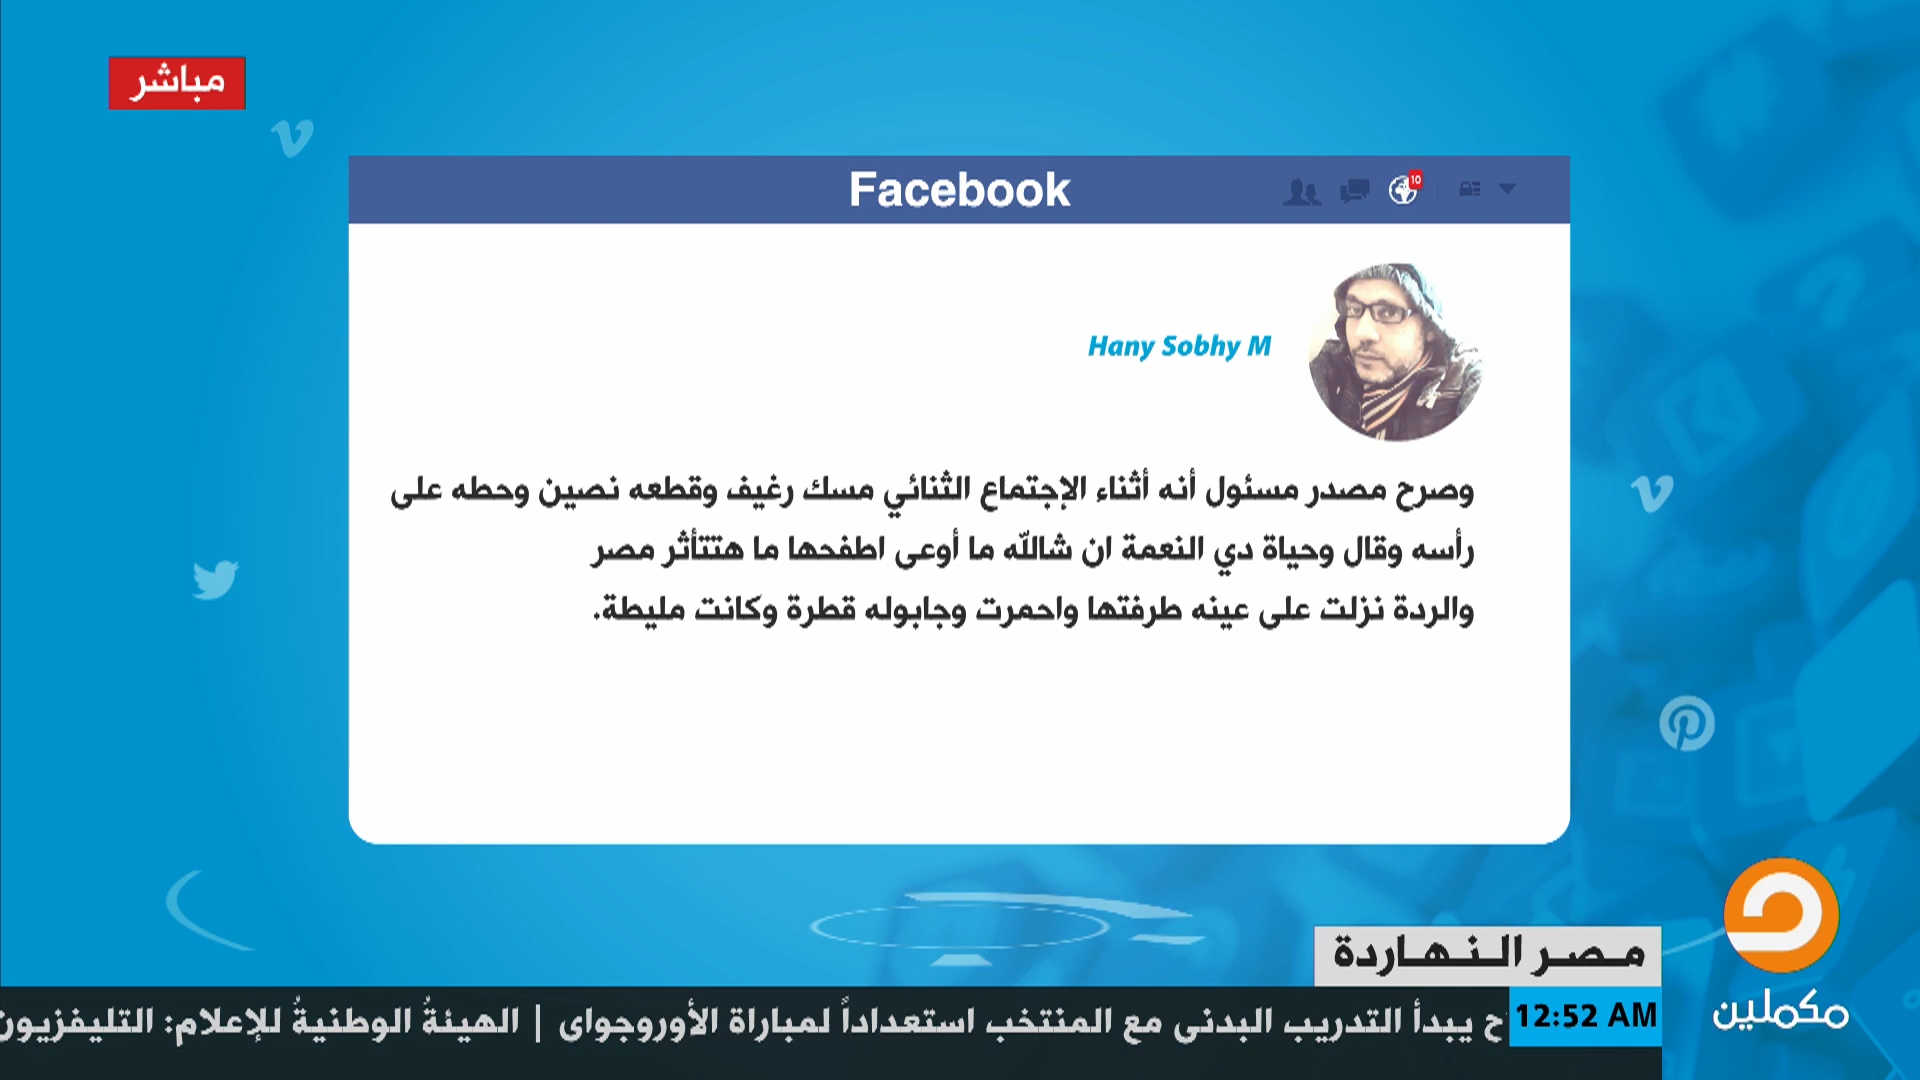 مباشر
Facebook
10
Hany Sobhy M
وصرح مصدر مسئول أنه أثناء الإجتماع الثنائي مسك رغيف وقطعه نصين وحطه على
رأسه وقال وحياة دي النعمة ان شالله ما أوعى اطفحها ما هتتأثر مصر
والردة نزلت على عينه طرفتها واحمرت وجابوله قطرة وكانت مليطة.
مصر النهاردة
12:52 AM
ح يبدأ التدريب البدنى مع المنتخب استعداداً لمباراة الأوروجواى | الهيئةُ الوطنيةُ للإعلام: التليفزيون
مكملين